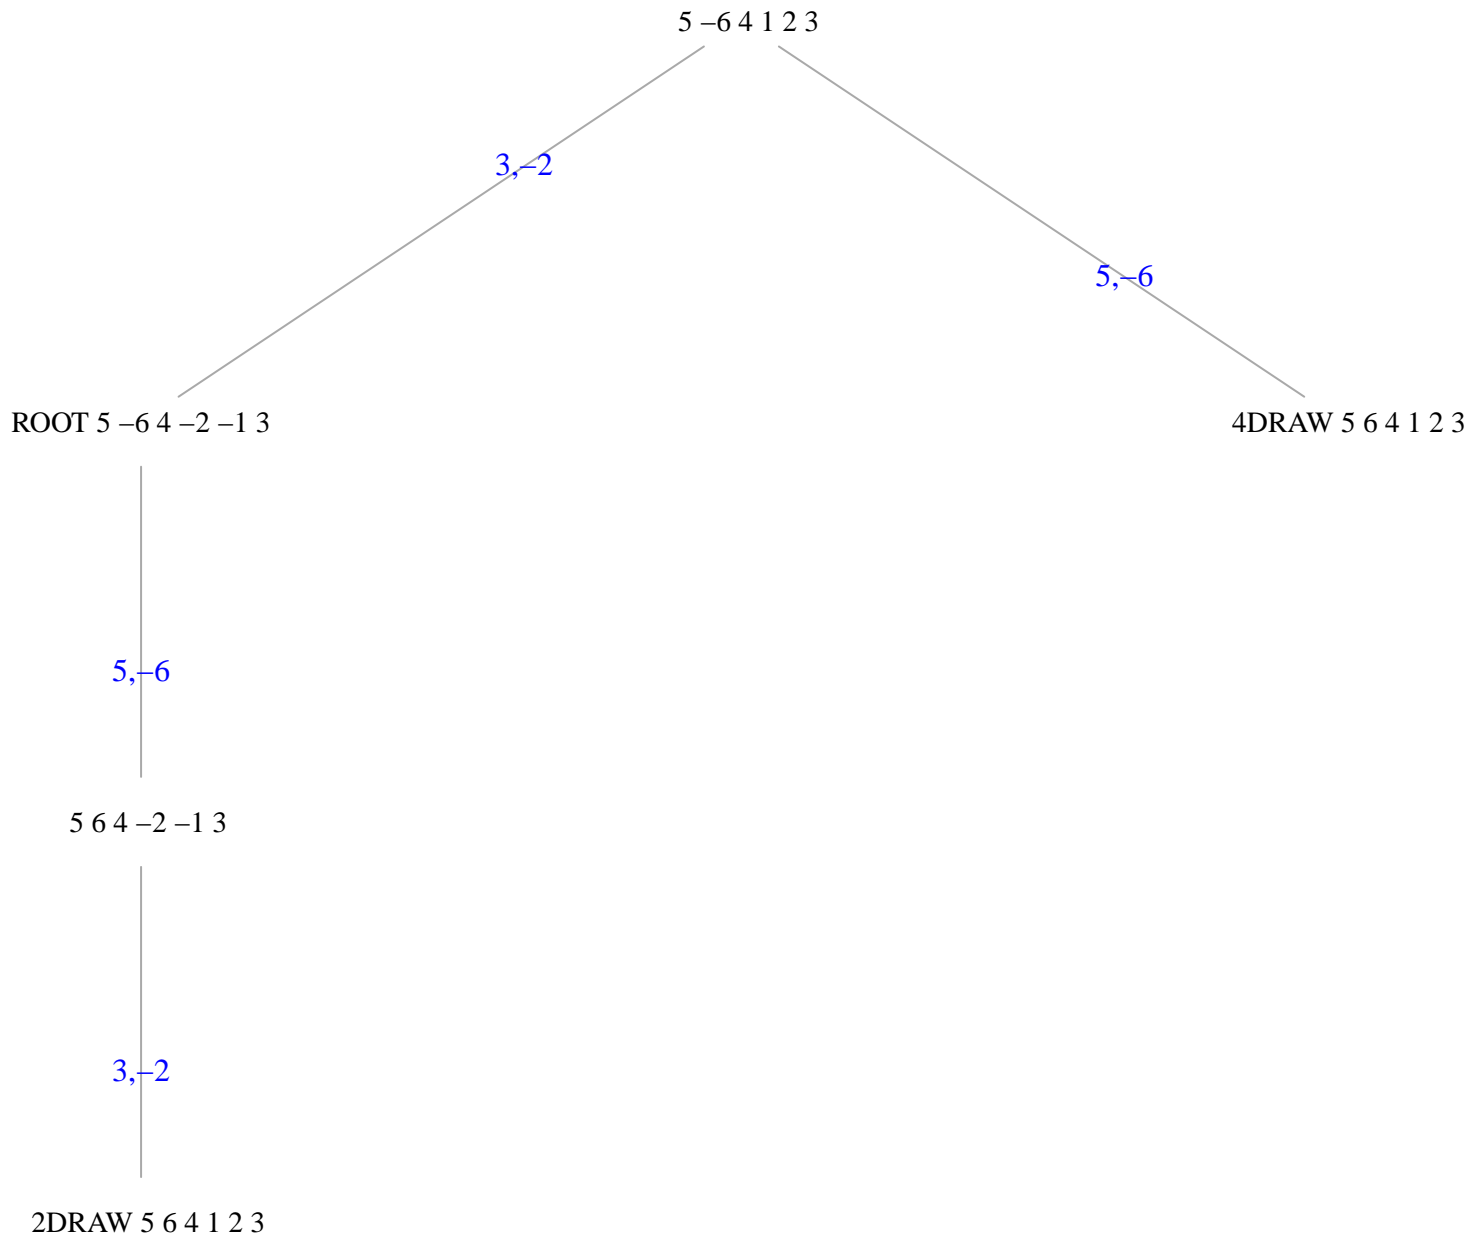 5 –6 4 1 2 3
3,–2
5,–6
ROOT 5 –6 4 –2 –1 3
4DRAW 5 6 4 1 2 3
5,–6
5 6 4 –2 –1 3
3,–2
2DRAW 5 6 4 1 2 3